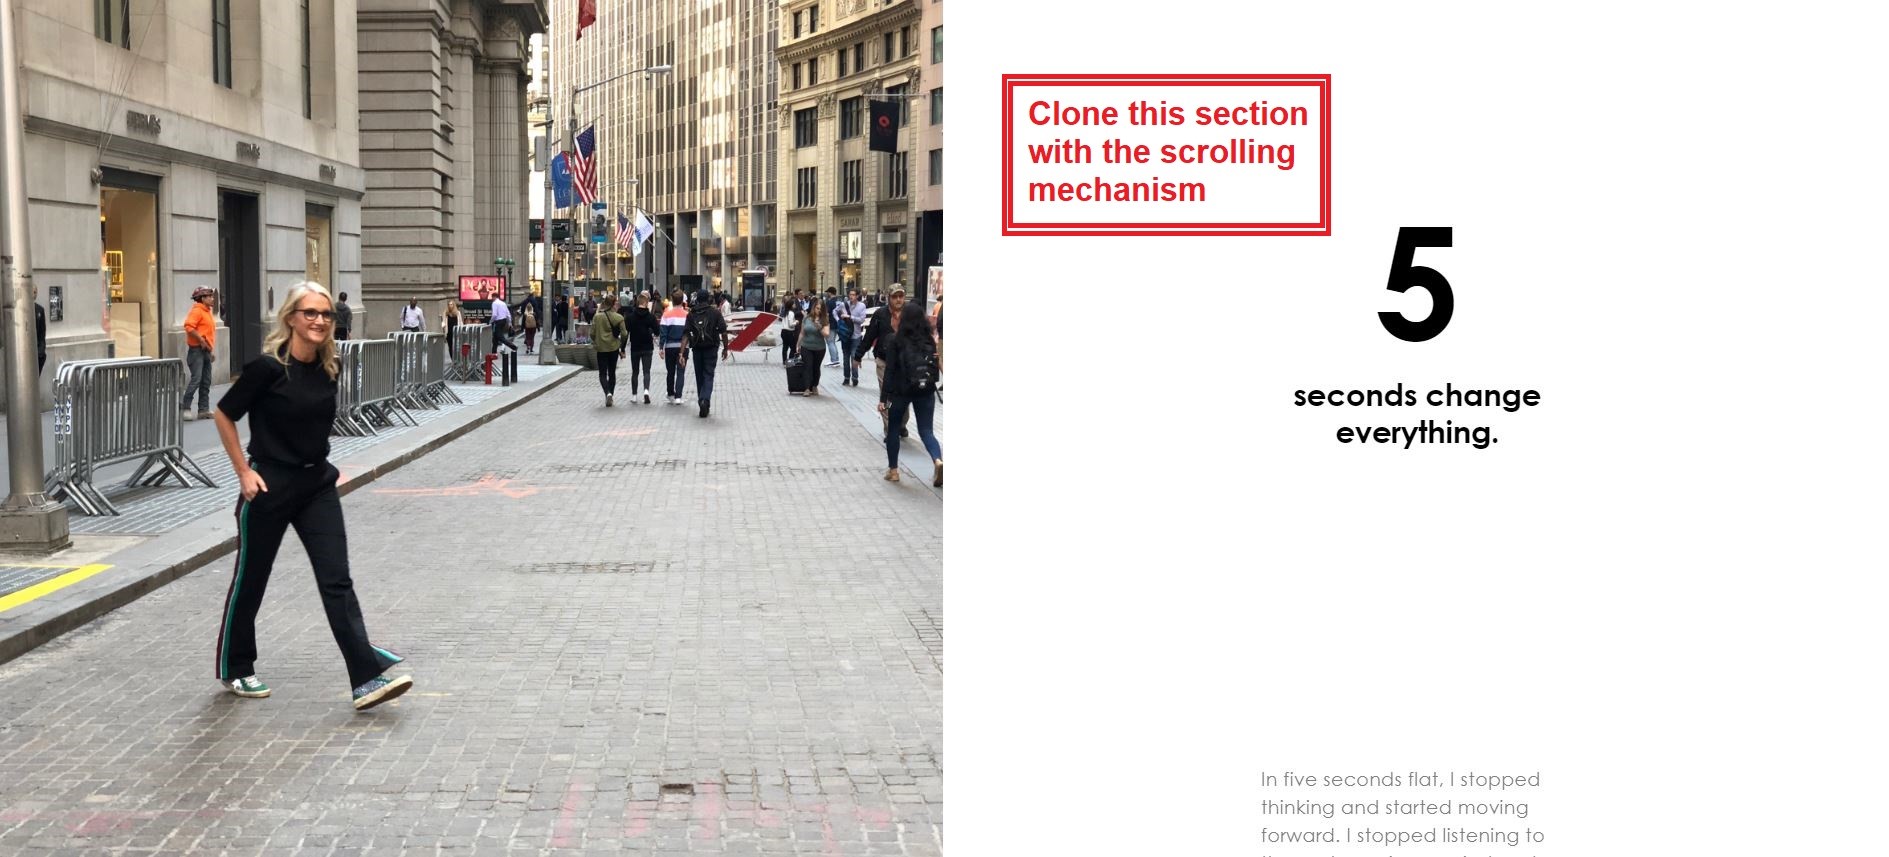 Clone this section
with the scrolling
mechanism
5
seconds change
everything.
In five seconds flat, I stopped
thinking and started moving
forward. I stopped listening to